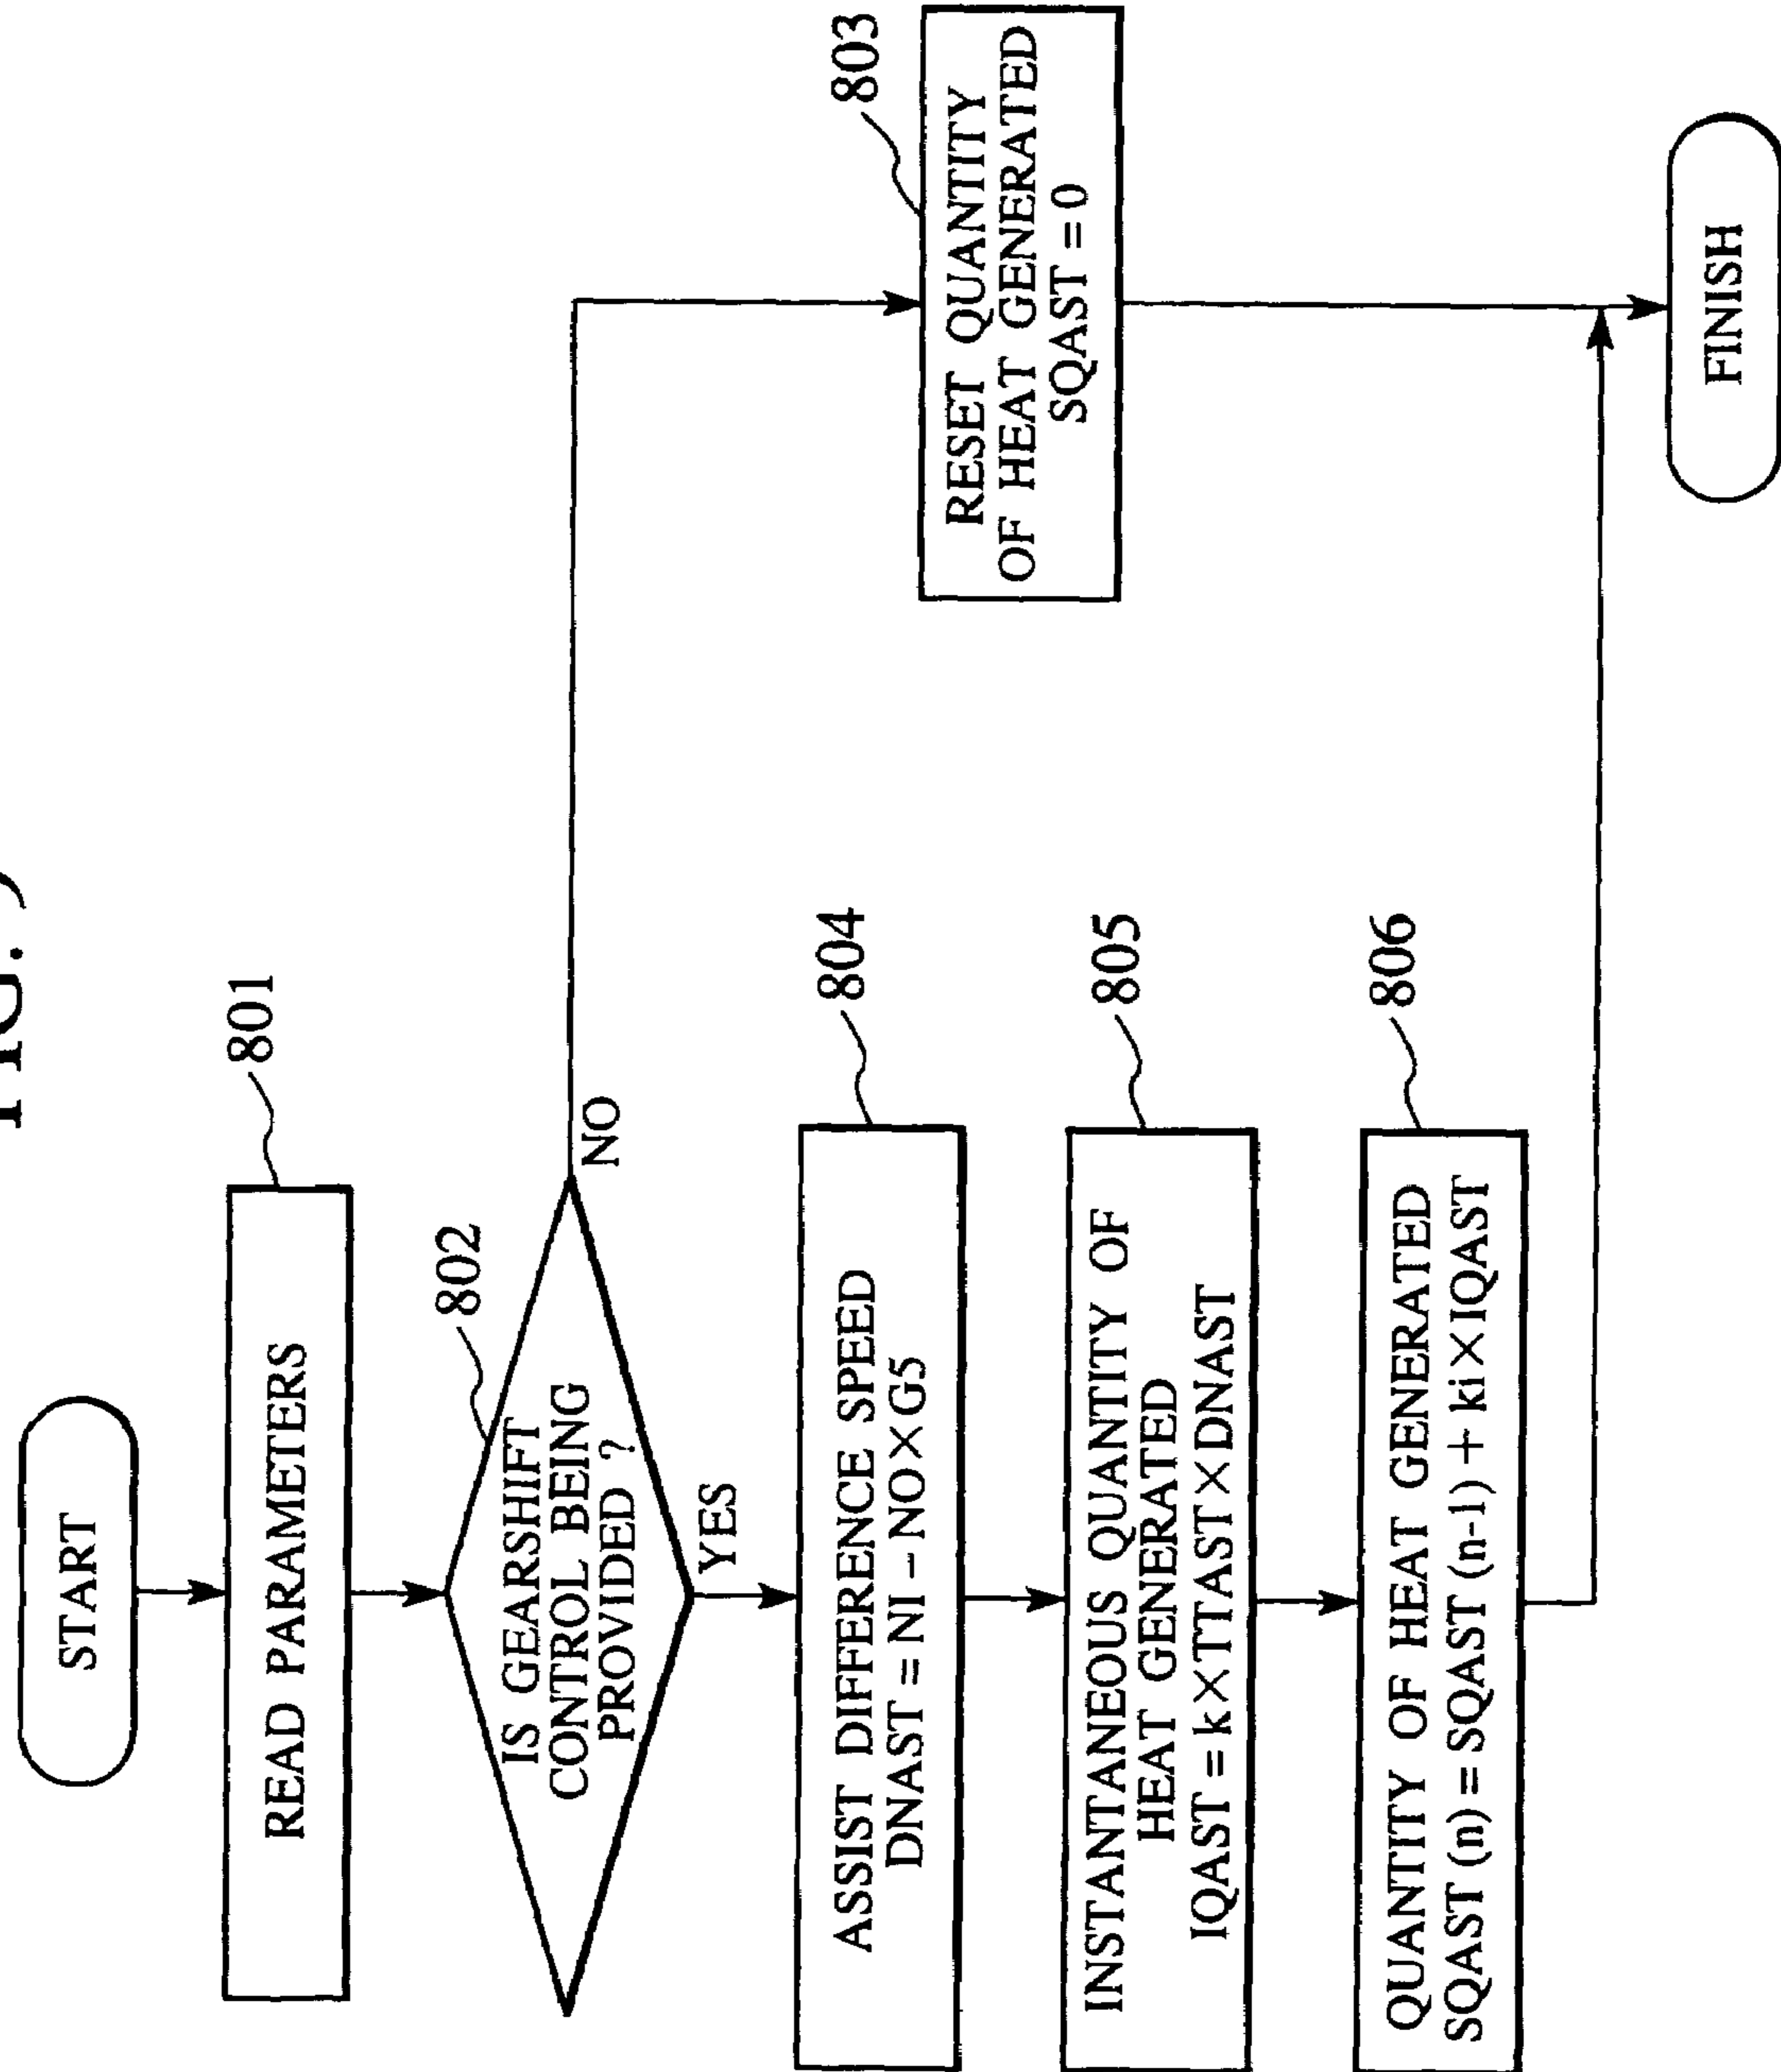 FIG.
START
801
READ PARAMETERS
802
IS GEARSHIFT
CONTROL BEING
PROVIDED ?
NO
YES
803
RESET QUANTITY
OF HEAT GENERATED
SQAST = 0
804
ASSIST DIFFERENCE SPEED
DNAST = NI − NO×G5
805
INSTANTANEOUS QUANTITY OF
HEAT GENERATED
IQAST = k×TTAST×DNAST
806
QUANTITY OF HEAT GENERATED
SQAST (n) = SQAST (n-1) + ki×IQAST
FINISH